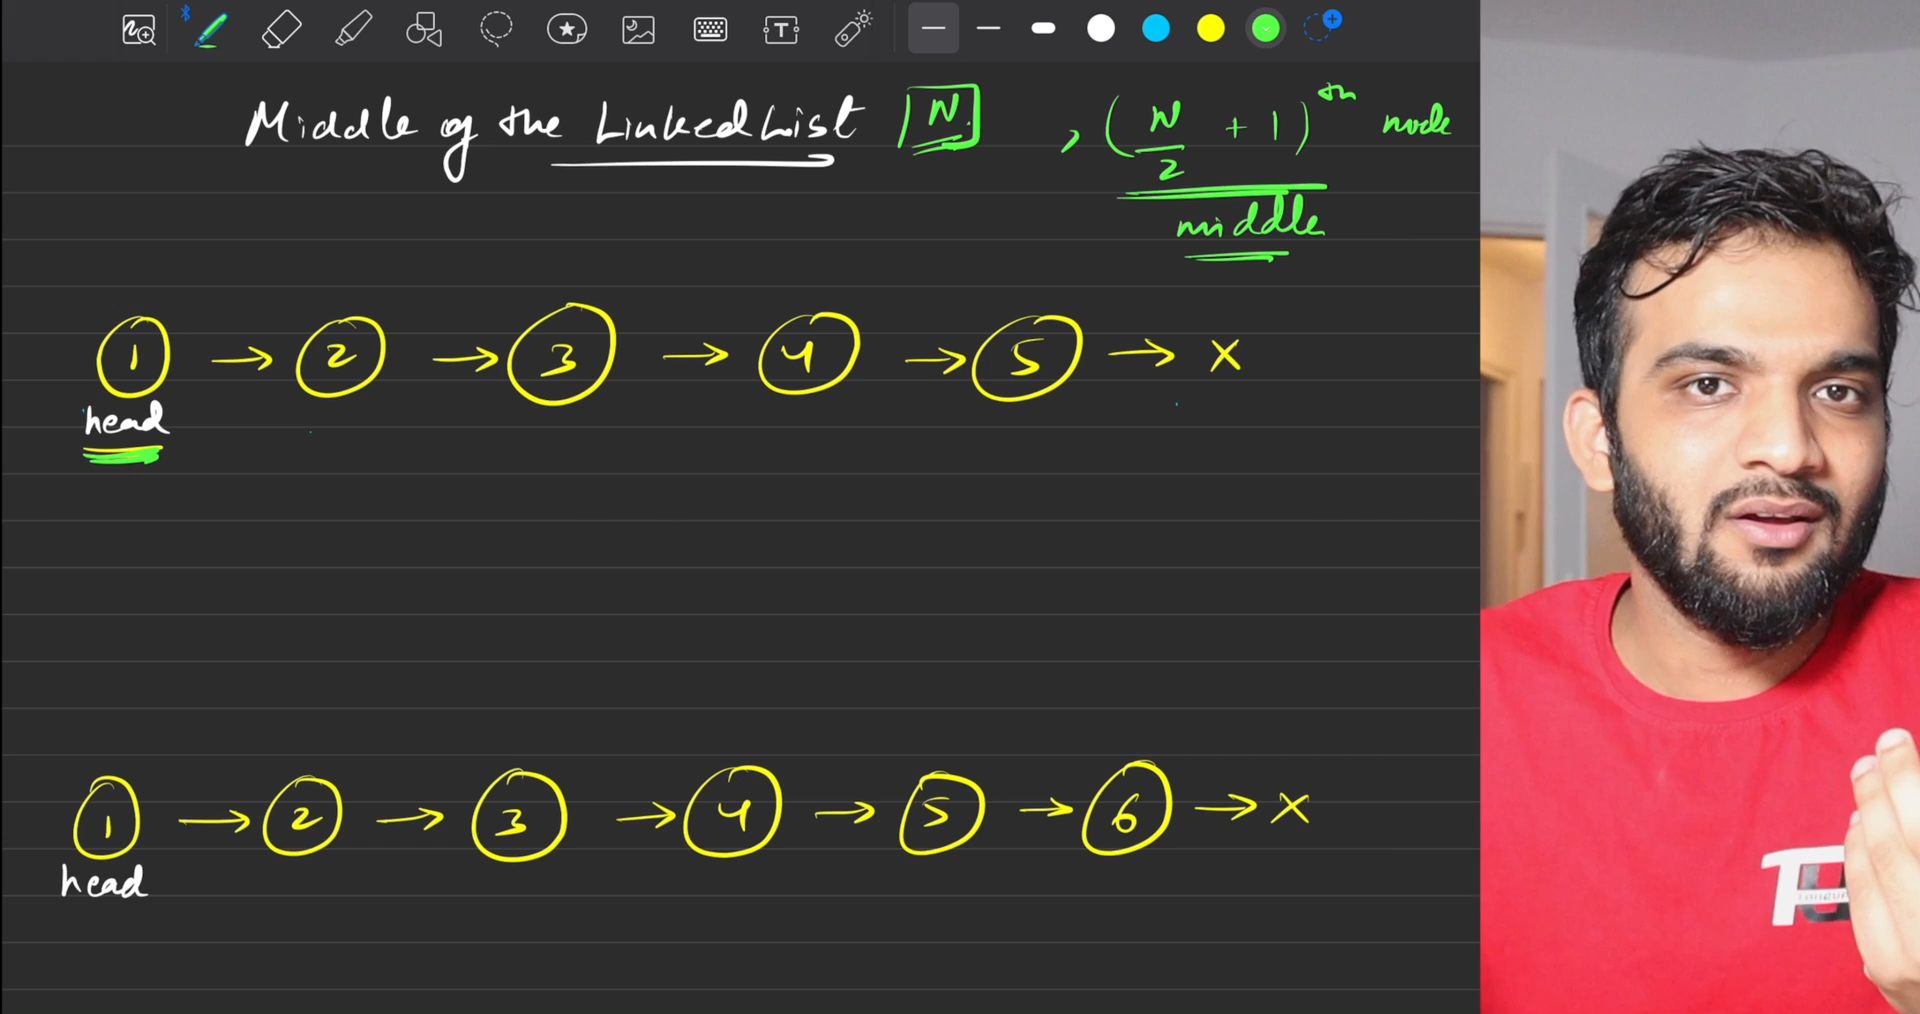 Middle of the LinkedList N , (N/2 + 1)th node
middle
1 → 2 → 3 → 4 → 5 → X
head
1 → 2 → 3 → 4 → 5 → 6 → X
head